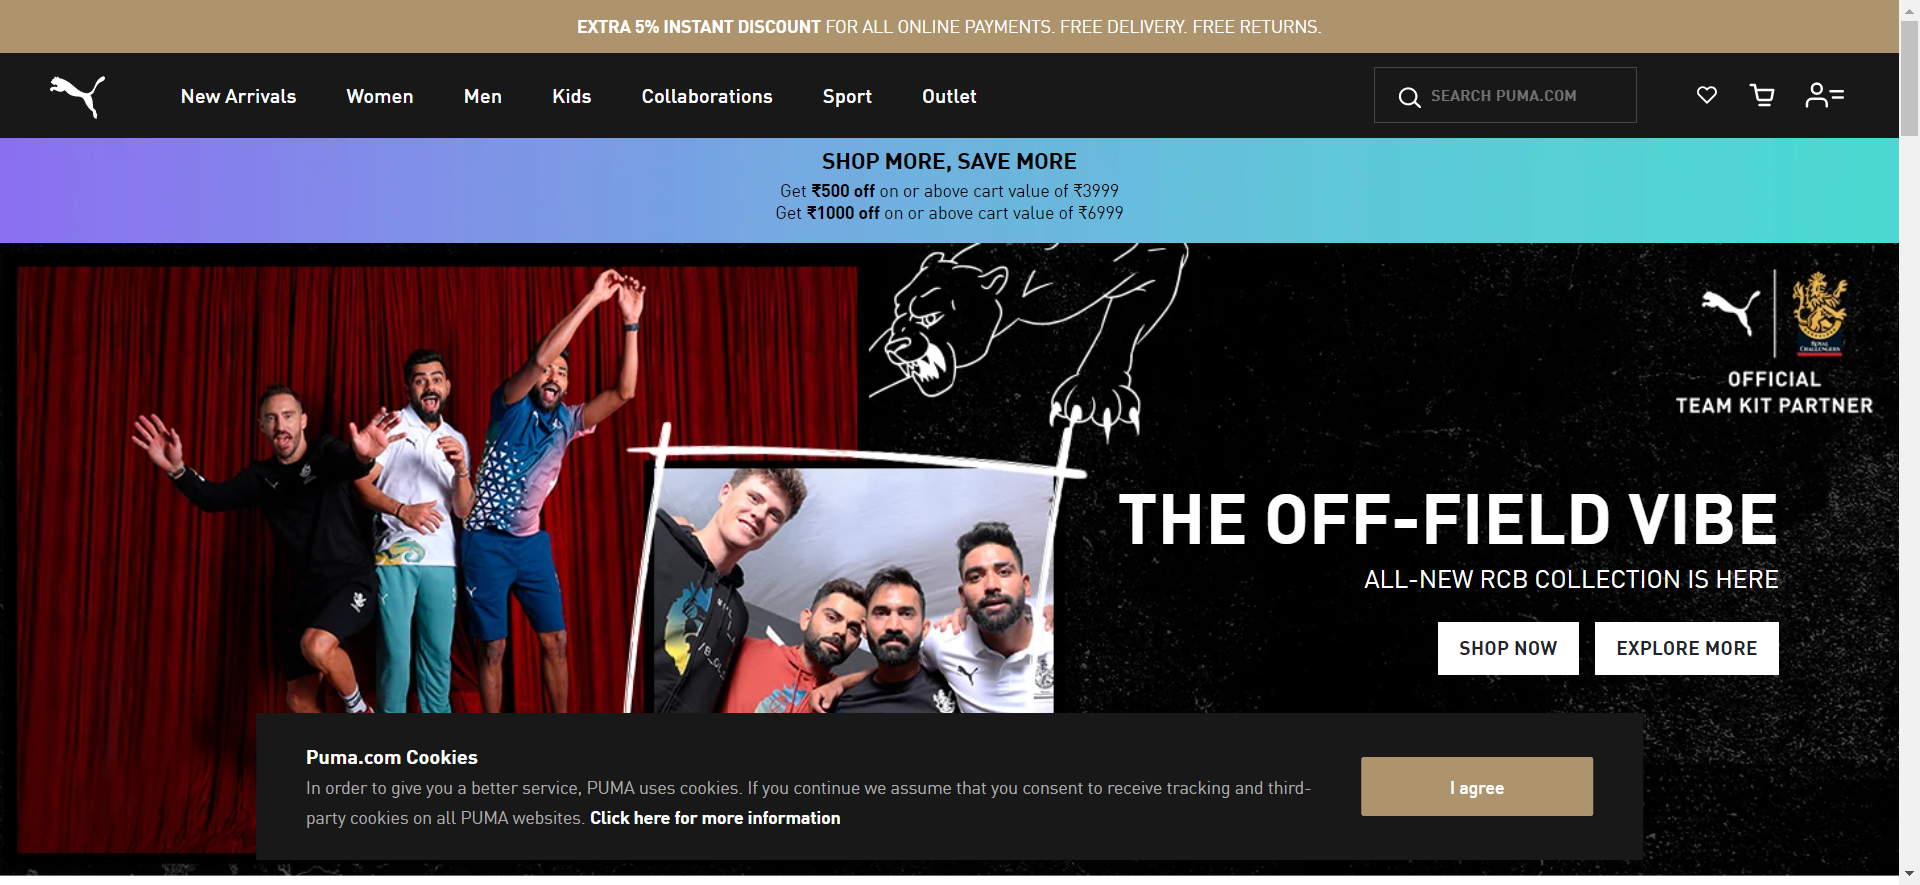 EXTRA 5% INSTANT DISCOUNT FOR ALL ONLINE PAYMENTS. FREE DELIVERY. FREE RETURNS.
New Arrivals Women Men Kids Collaborations Sport Outlet SEARCH PUMA.COM
SHOP MORE, SAVE MORE
Get ₹500 off on or above cart value of ₹3999
Get ₹1000 off on or above cart value of ₹6999
ROYAL
CHALLENGERS
OFFICIAL
TEAM KIT PARTNER
THE OFF-FIELD VIBE
ALL-NEW RCB COLLECTION IS HERE
SHOP NOW EXPLORE MORE
Puma.com Cookies
In order to give you a better service, PUMA uses cookies. If you continue we assume that you consent to receive tracking and third-
party cookies on all PUMA websites. Click here for more information
I agree